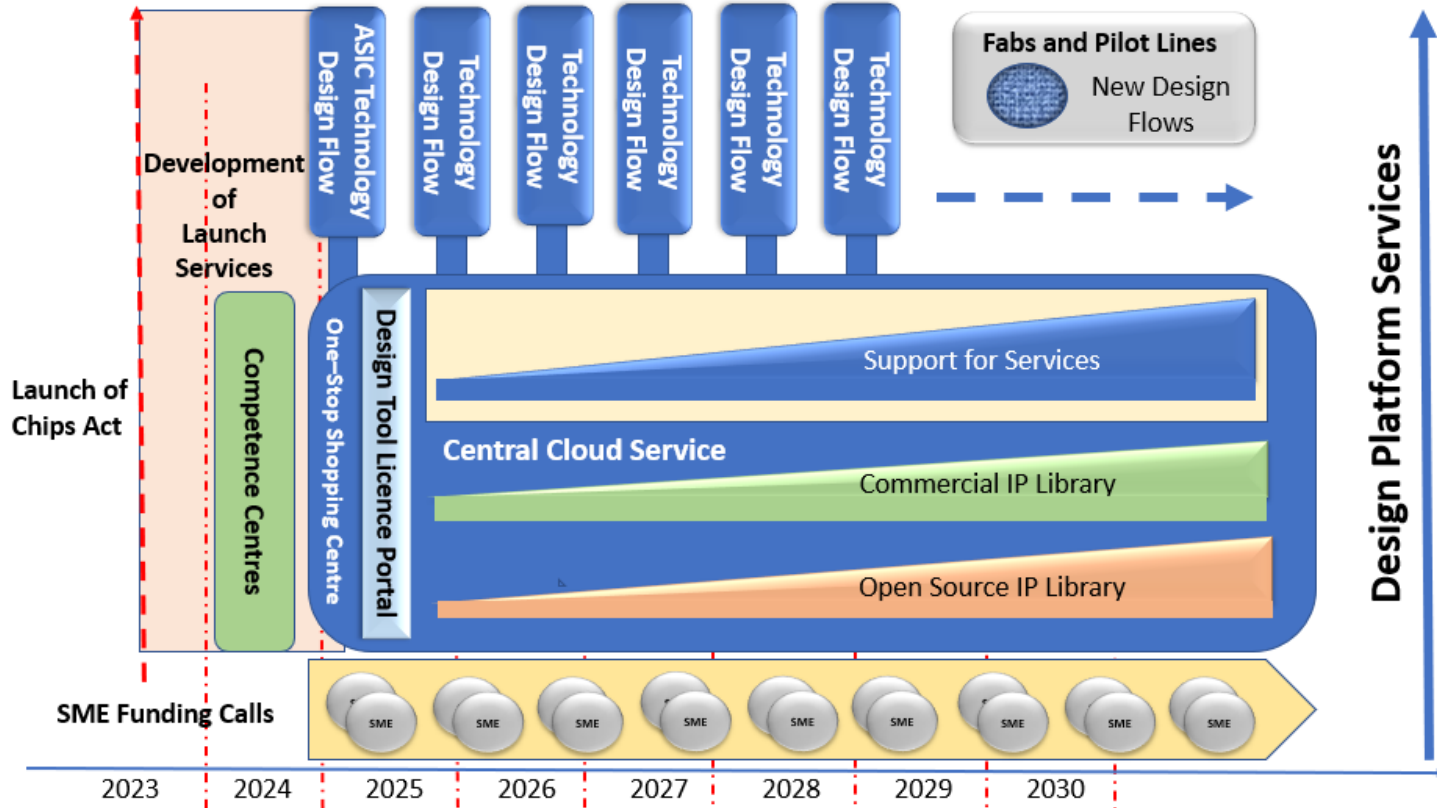 ASIC Technology
Design Flow
Technology
Design Flow
Technology
Design Flow
Technology
Design Flow
Technology
Design Flow
Technology
Design Flow
Fabs and Pilot Lines
New Design
Flows
Development
of
Launch
Services
Launch of
Chips Act
Competence Centres
One–Stop Shopping Centre
Design Tool Licence Portal
Support for Services
Central Cloud Service
Commercial IP Library
Open Source IP Library
Design Platform Services
SME Funding Calls
SME
SME
SME
SME
SME
SME
SME
SME
SME
2023
2024
2025
2026
2027
2028
2029
2030